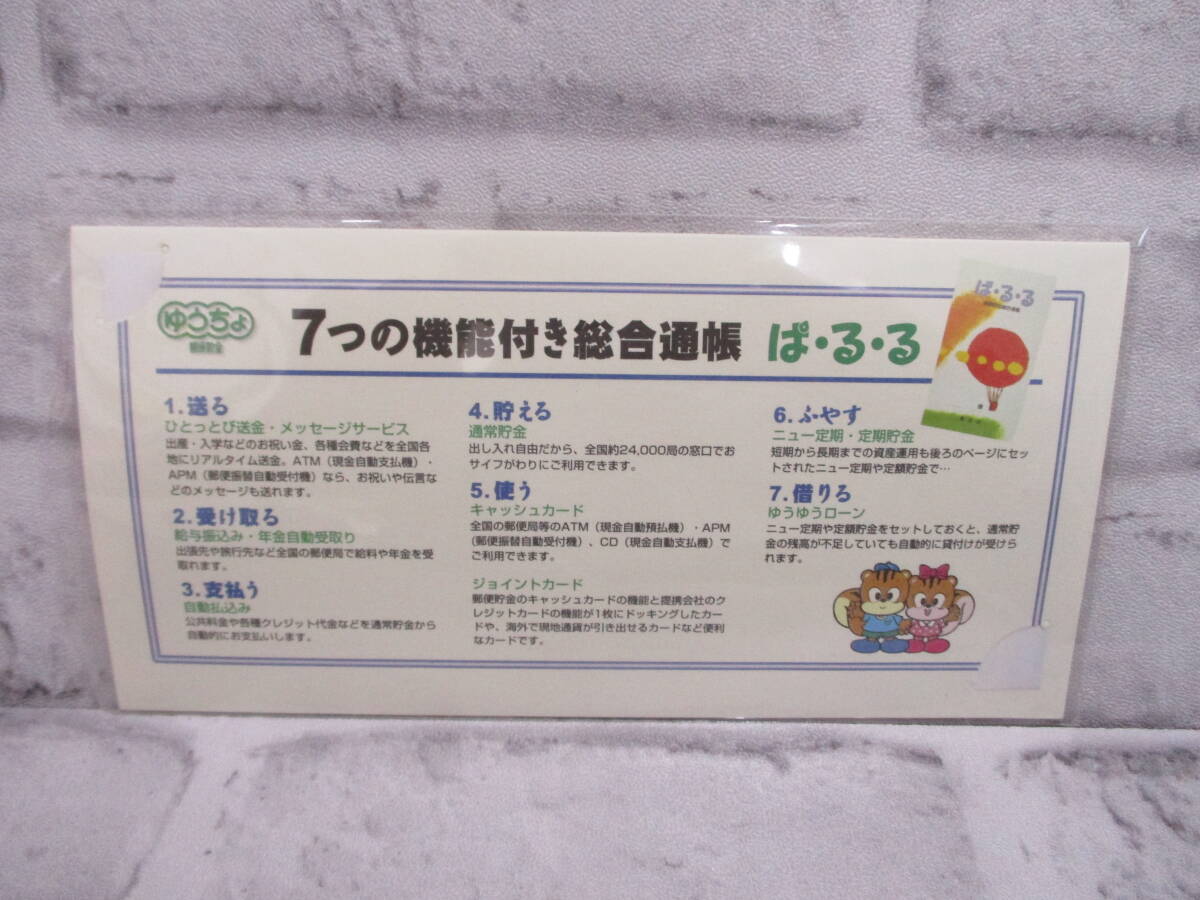 ゆうちょ
郵便貯金
7つの機能付き総合通帳 ぱ・る・る
ぱ・る・る
1.送る
ひとっとび送金・メッセージサービス
出産・入学などのお祝い金、各種会費などを全国各
地にリアルタイム送金。ATM（現金自動支払機）・
APM（郵便振替自動受付機）なら、お祝いや伝言な
どのメッセージも送れます。
2.受け取る
給与振込み・年金自動受取り
出張先や旅行先など全国の郵便局で給料や年金を受
取れます。
3.支払う
自動払込み
公共料金や各種クレジット代金などを通常貯金から
自動的にお支払いします。
4.貯える
通常貯金
出し入れ自由だから、全国約24,000局の窓口でお
サイフがわりにご利用できます。
5.使う
キャッシュカード
全国の郵便局等のATM（現金自動預払機）・APM
(郵便振替自動受付機）、CD（現金自動支払機）で
ご利用できます。
ジョイントカード
郵便貯金のキャッシュカードの機能と提携会社のク
レジットカードの機能が1枚にドッキングしたカー
ドや、海外で現地通貨が引き出せるカードなど便利
なカードです。
6.ふやす
ニュー定期・定期貯金
短期から長期までの資産運用も後ろのページにセッ
トされたニュー定期や定額貯金で…
7.借りる
ゆうゆうローン
ニュー定期や定額貯金をセットしておくと、通常貯
金の残高が不足していても自動的に貸付けが受けら
れます。